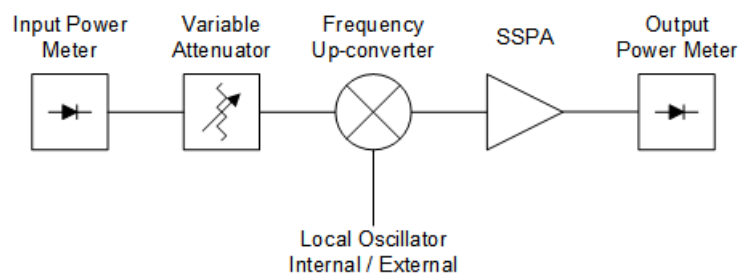 Input Power
Meter
Variable
Attenuator
Frequency
Up-converter
SSPA
Output
Power Meter
Local Oscillator
Internal / External